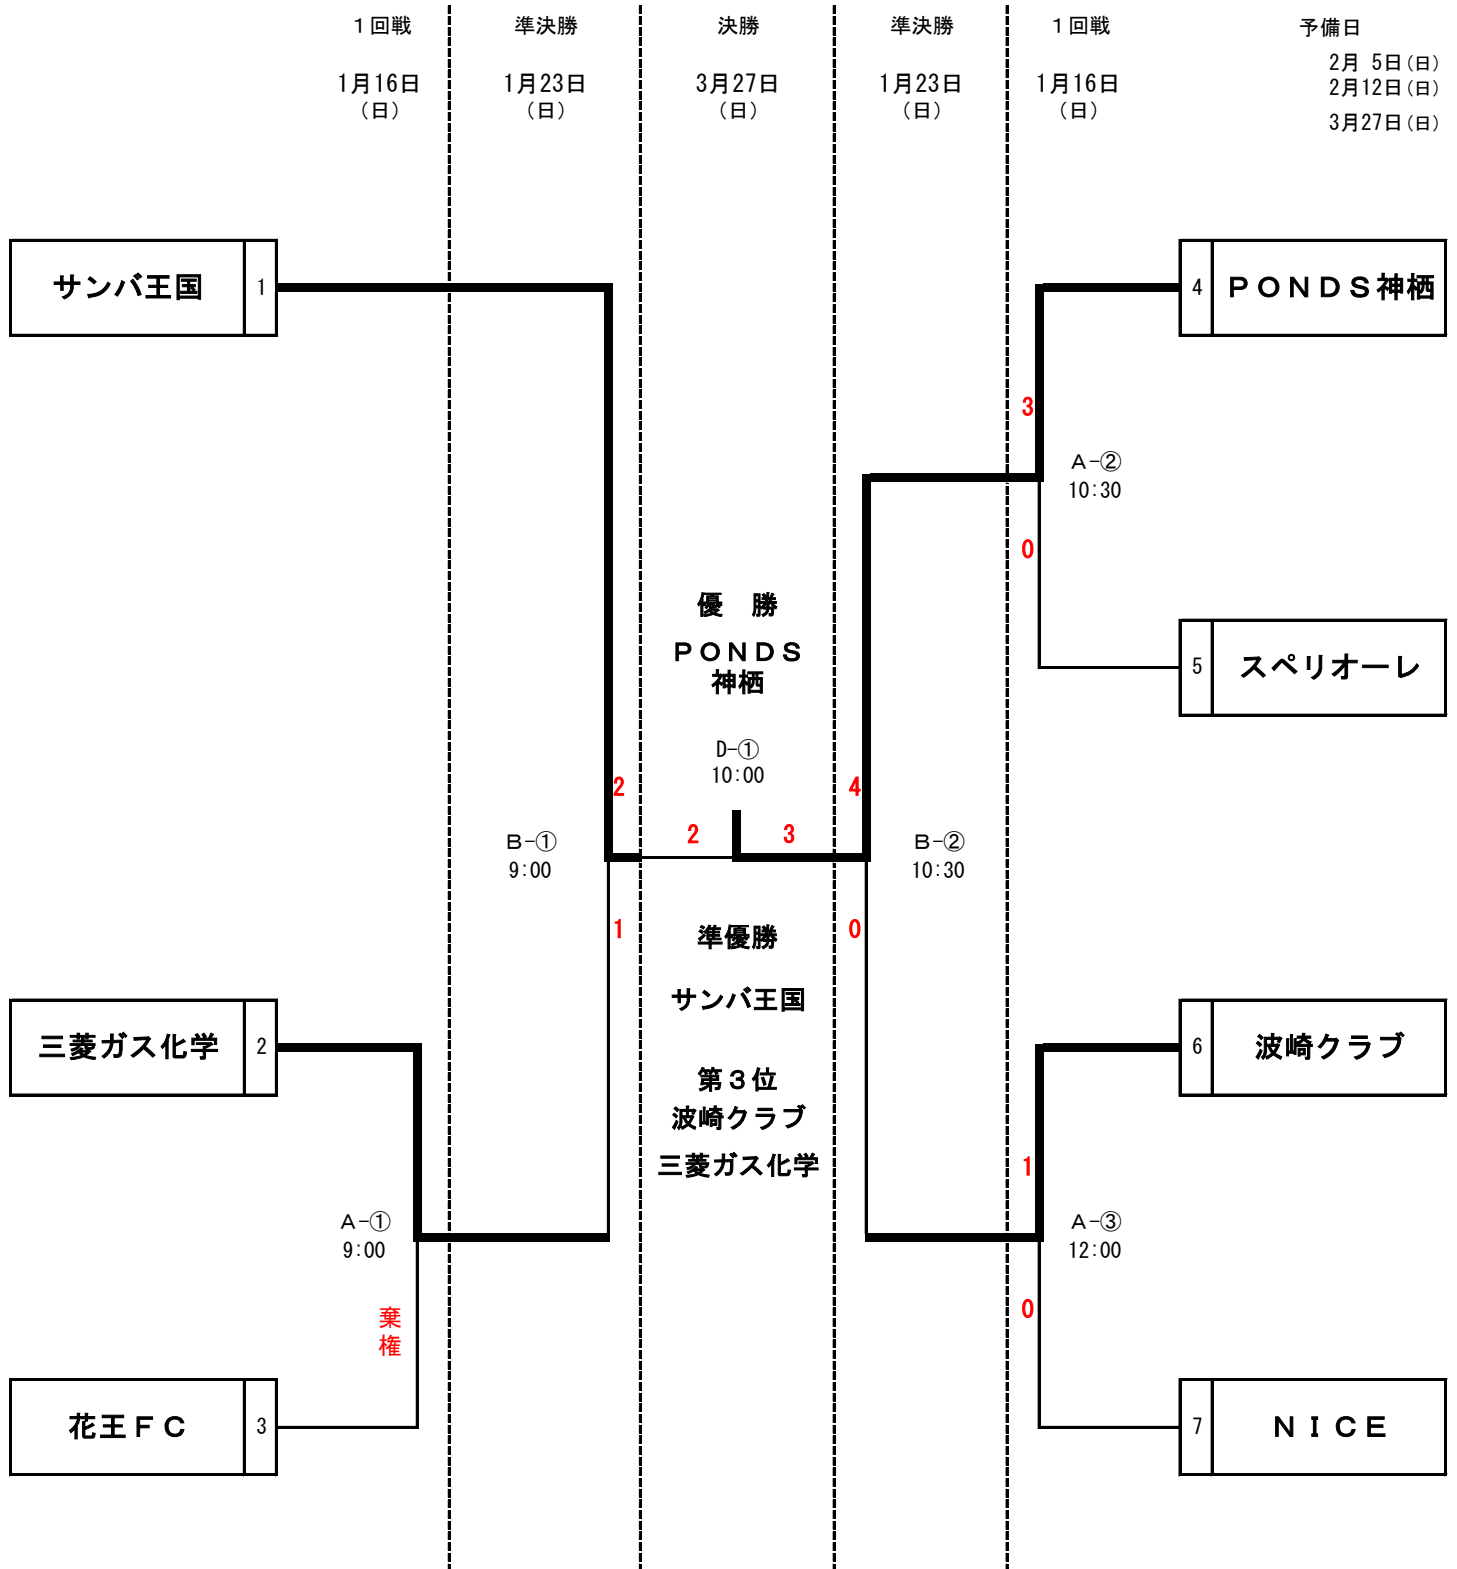 １回戦
準決勝
決勝
準決勝
１回戦
予備日
1月16日
（日）
1月23日
（日）
3月27日
（日）
1月23日
（日）
1月16日
（日）
2月 5日(日)
2月12日(日)
3月27日(日)
サンバ王国 1
4 ＰＯＮＤＳ神栖
3
Ａ-②
10:30
0
優　勝
ＰＯＮＤＳ
神栖
5 スペリオーレ
D-①
10:00
2
4
2
3
Ｂ-①
9:00
Ｂ-②
10:30
1
0
準優勝
サンバ王国
三菱ガス化学 2
6 波崎クラブ
第３位
波崎クラブ
三菱ガス化学
1
Ａ-①
9:00
Ａ-③
12:00
棄
権
0
花王ＦＣ 3
7 ＮＩＣＥ